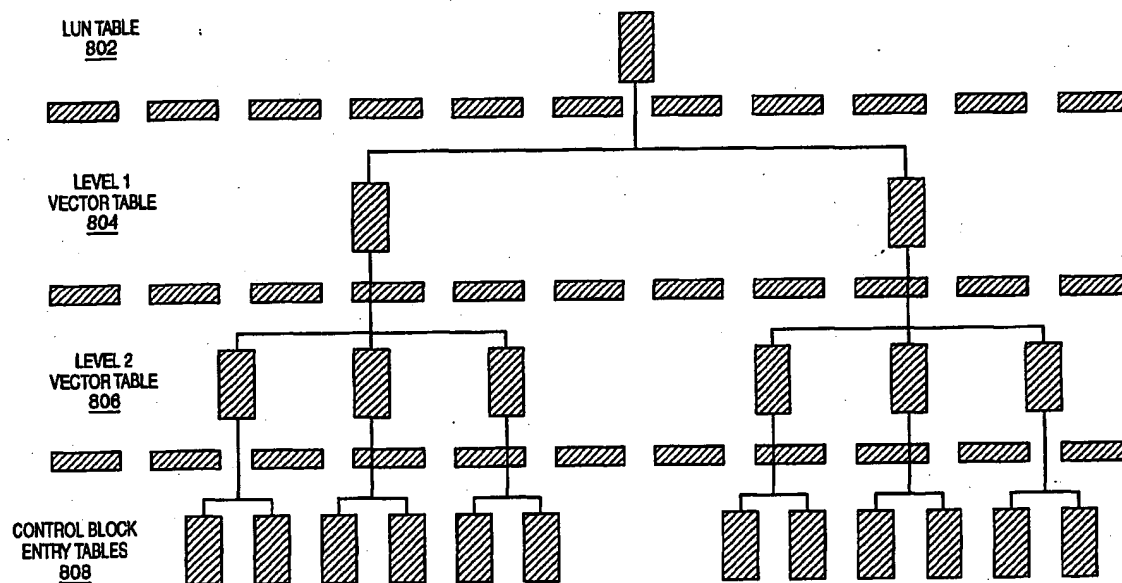 LUN TABLE
802
LEVEL 1
VECTOR TABLE
804
LEVEL 2
VECTOR TABLE
806
CONTROL BLOCK
ENTRY TABLES
808